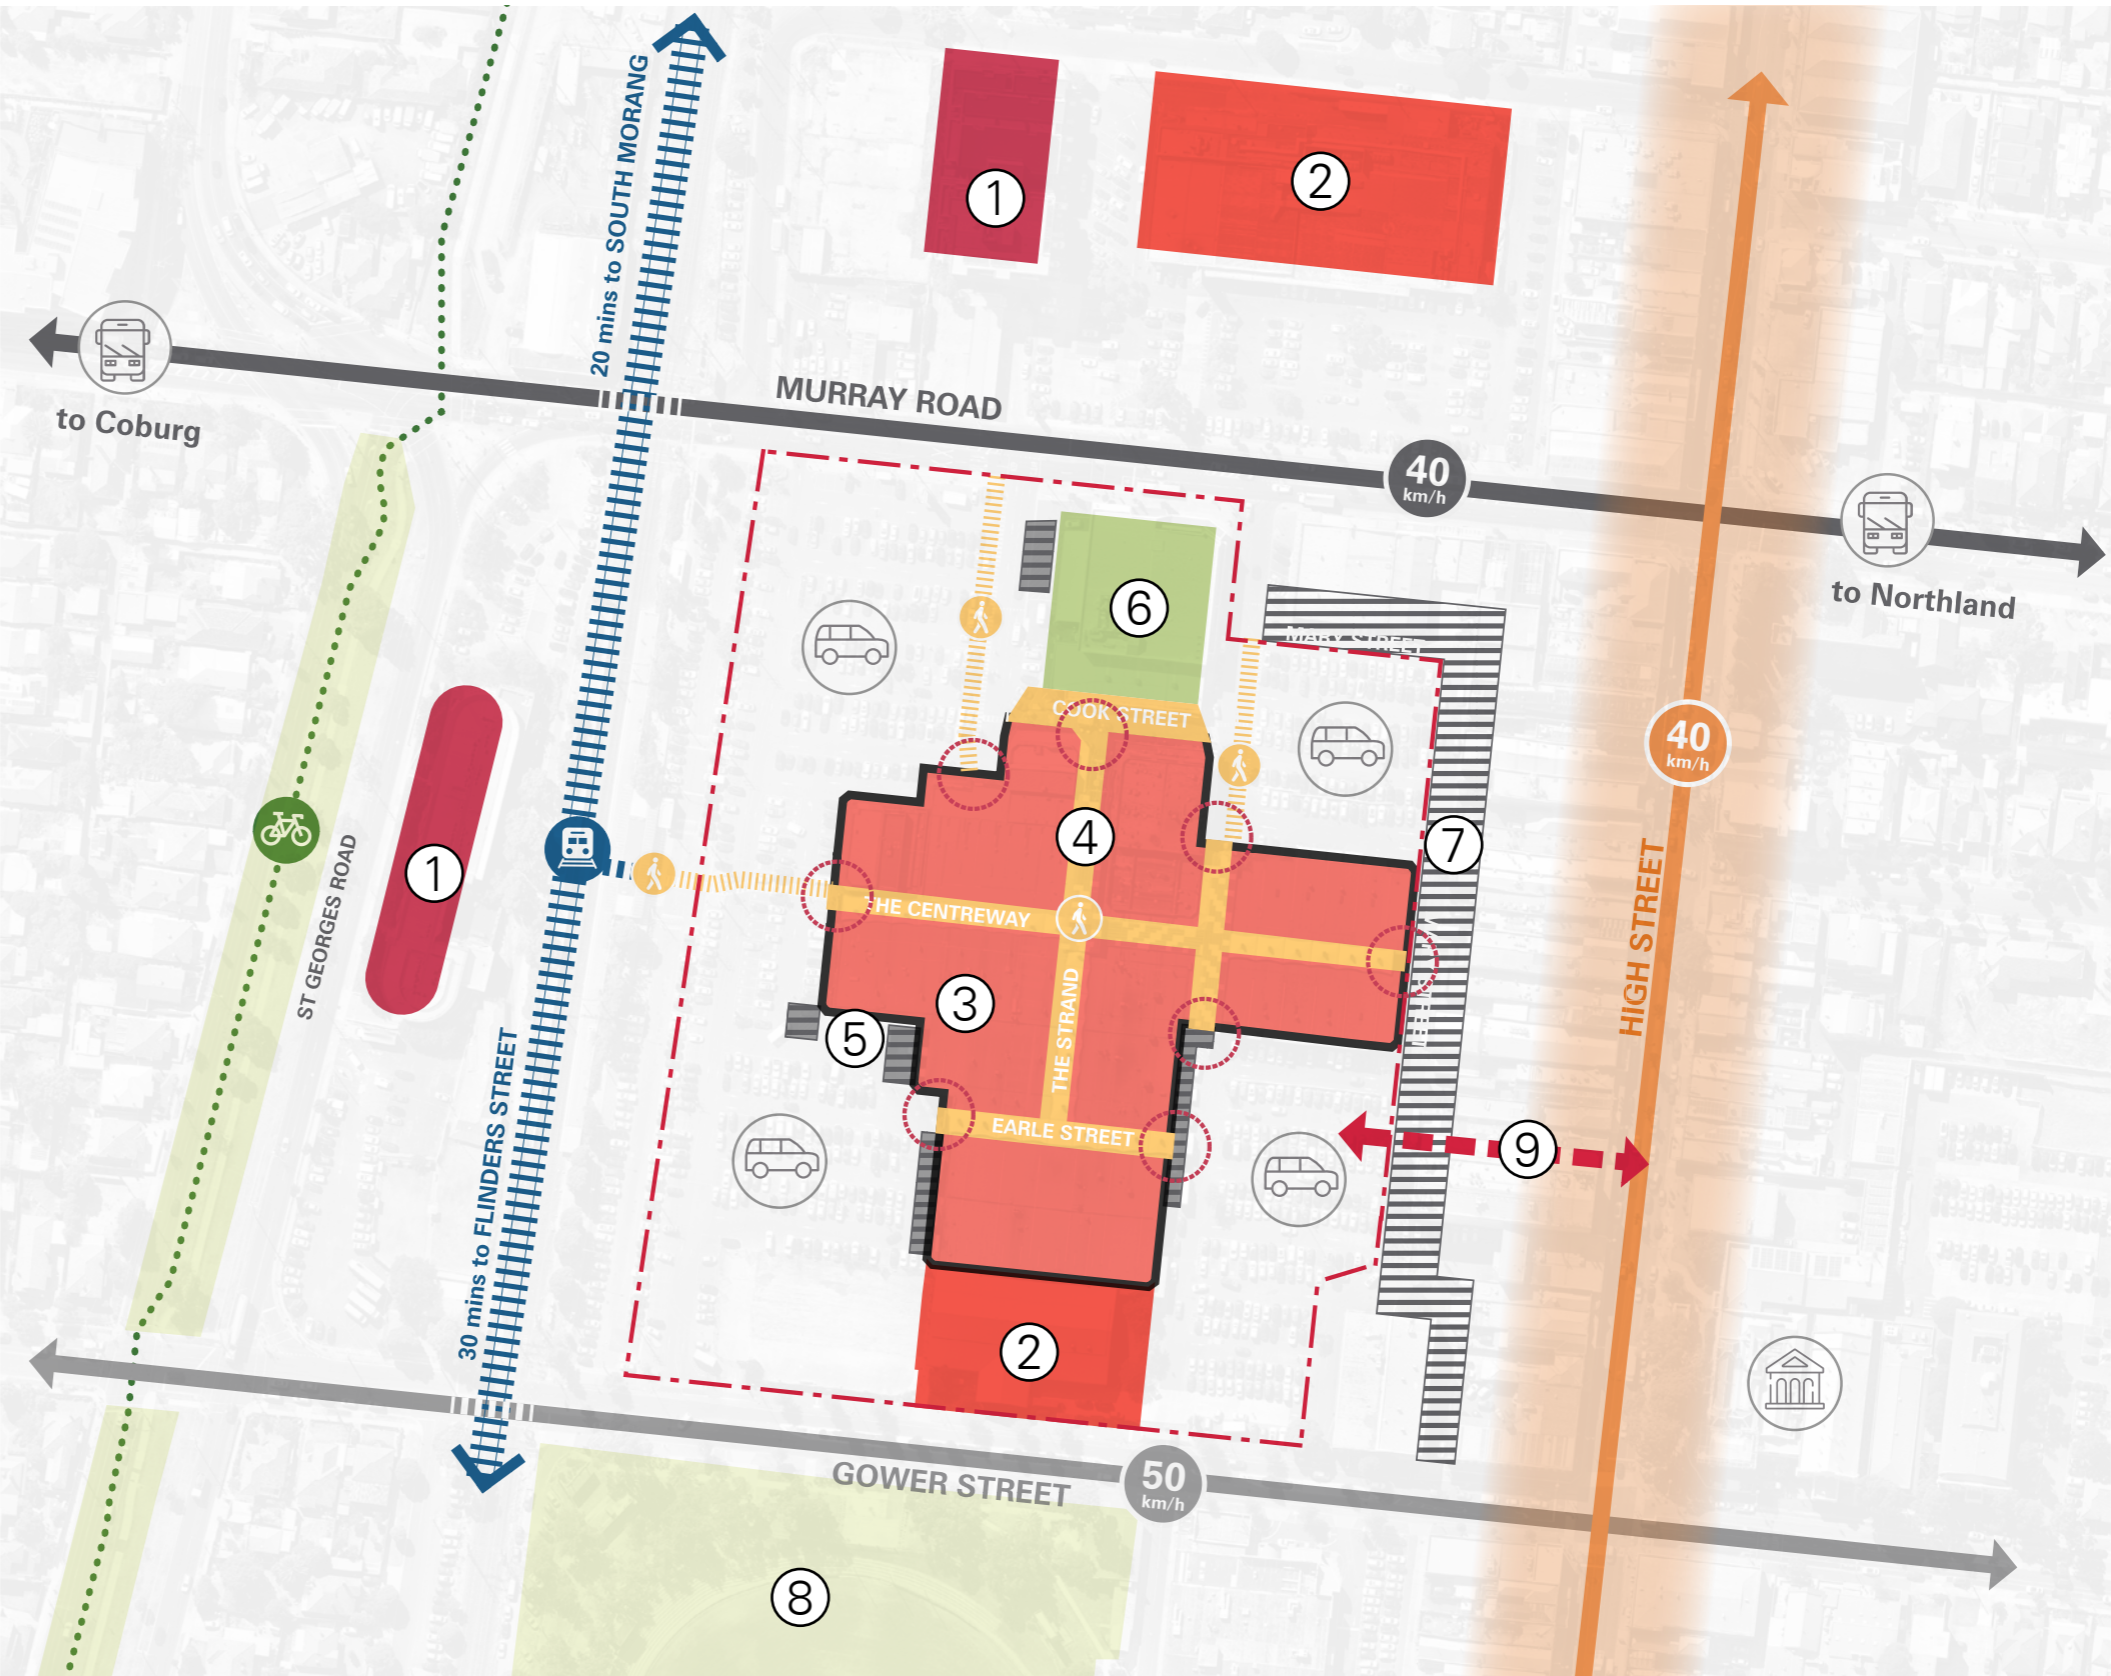 20 mins to SOUTH MORANG
1
2
to Coburg
MURRAY ROAD
40
km/h
to Northland
6
MARY STREET
COOK STREET
40
km/h
4
7
1
ST GEORGES ROAD
THE CENTREWAY
HIGH STREET
3
5
THE STRAND
EARLE STREET
9
30 mins to FLINDERS STREET
2
GOWER STREET
50
km/h
8